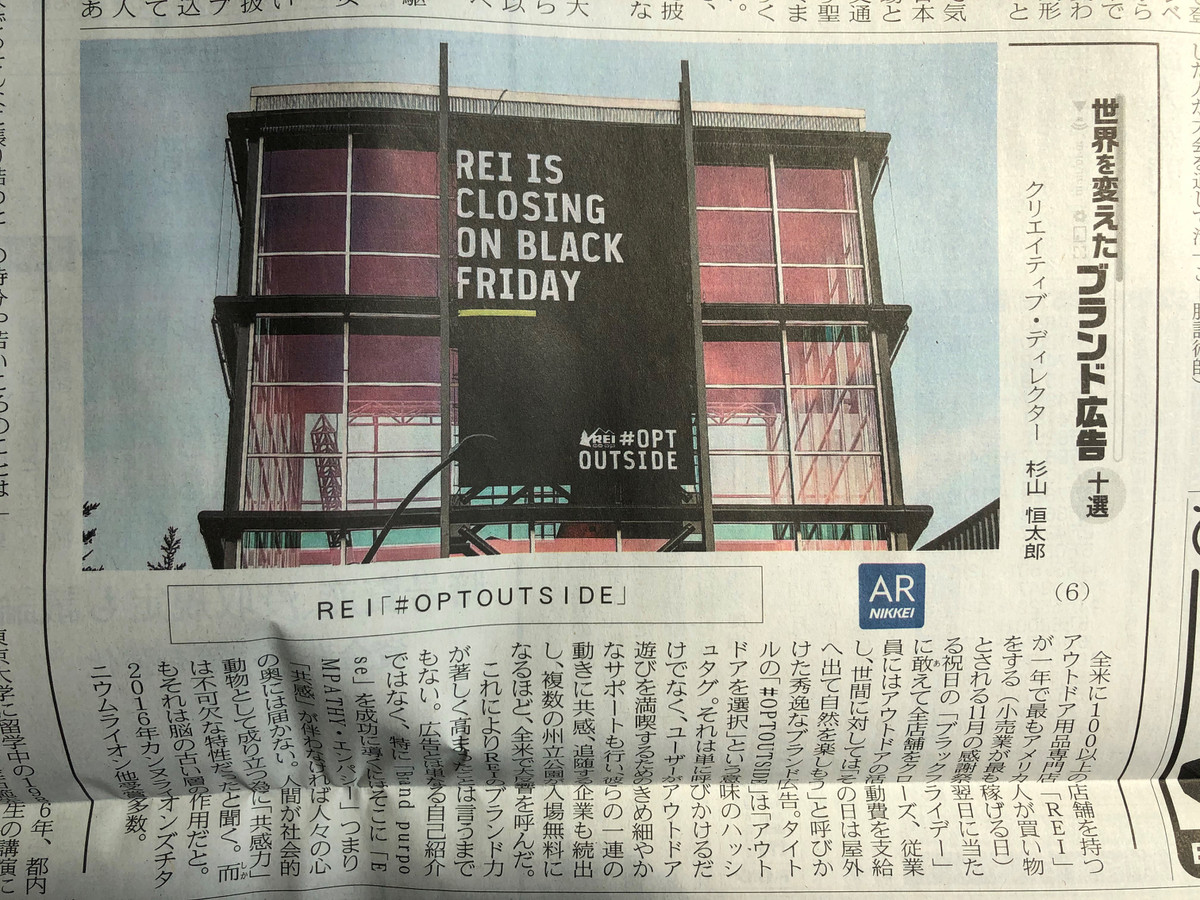 世界を変えたブランド広告 十選
クリエイティブ・ディレクター 杉山 恒太郎
(6)
REI IS
CLOSING
ON BLACK
FRIDAY
REI #OPT
OUTSIDE
REI「#OPTOUTSIDE」
AR
NIKKEI
全米に100以上の店舗を持つ
アウトドア用品専門店「REI」
が一年で最もアメリカ人が買い物
をする(小売業が最も稼げる日)
とされる11月の感謝祭翌日に当た
る祝日の「ブラックフライデー」
に敢えて全店舗をクローズ、従業
員にはアウトドアの活動費を支給
し、世間に対しては「その日は屋外
へ出て自然を楽しもう」と呼びか
けた秀逸なブランド広告。タイト
ルの「#OPTOUTSIDE」は「アウト
ドアを選択」という意味のハッシ
ュタグ。それは単に呼びかけるだ
けでなく、ユーザーがアウトドア
遊びを満喫するためのきめ細やか
なサポートも行い、彼らの一連の
動きに共感、追随する企業も続出
し、複数の州立公園入場無料に
なるほど、全米で大反響を呼んだ。
これによりREIのブランド力
が著しく高まったことは言うまで
もない。広告とは単なる自己紹介
ではなく、特に「Brand purpo
se」を成功に導くにはそこに「E
MPATHY・エンパシー」つまり
「共感」が伴わなければ人々の心
の奥には届かない。人間が社会的
動物として成り立つ為に「共感力」
は不可欠な特性だったと聞く。而
もそれは脳の古い層の作用だと。
2016年カンヌライオンズチタ
ニウムライオン他受賞多数。